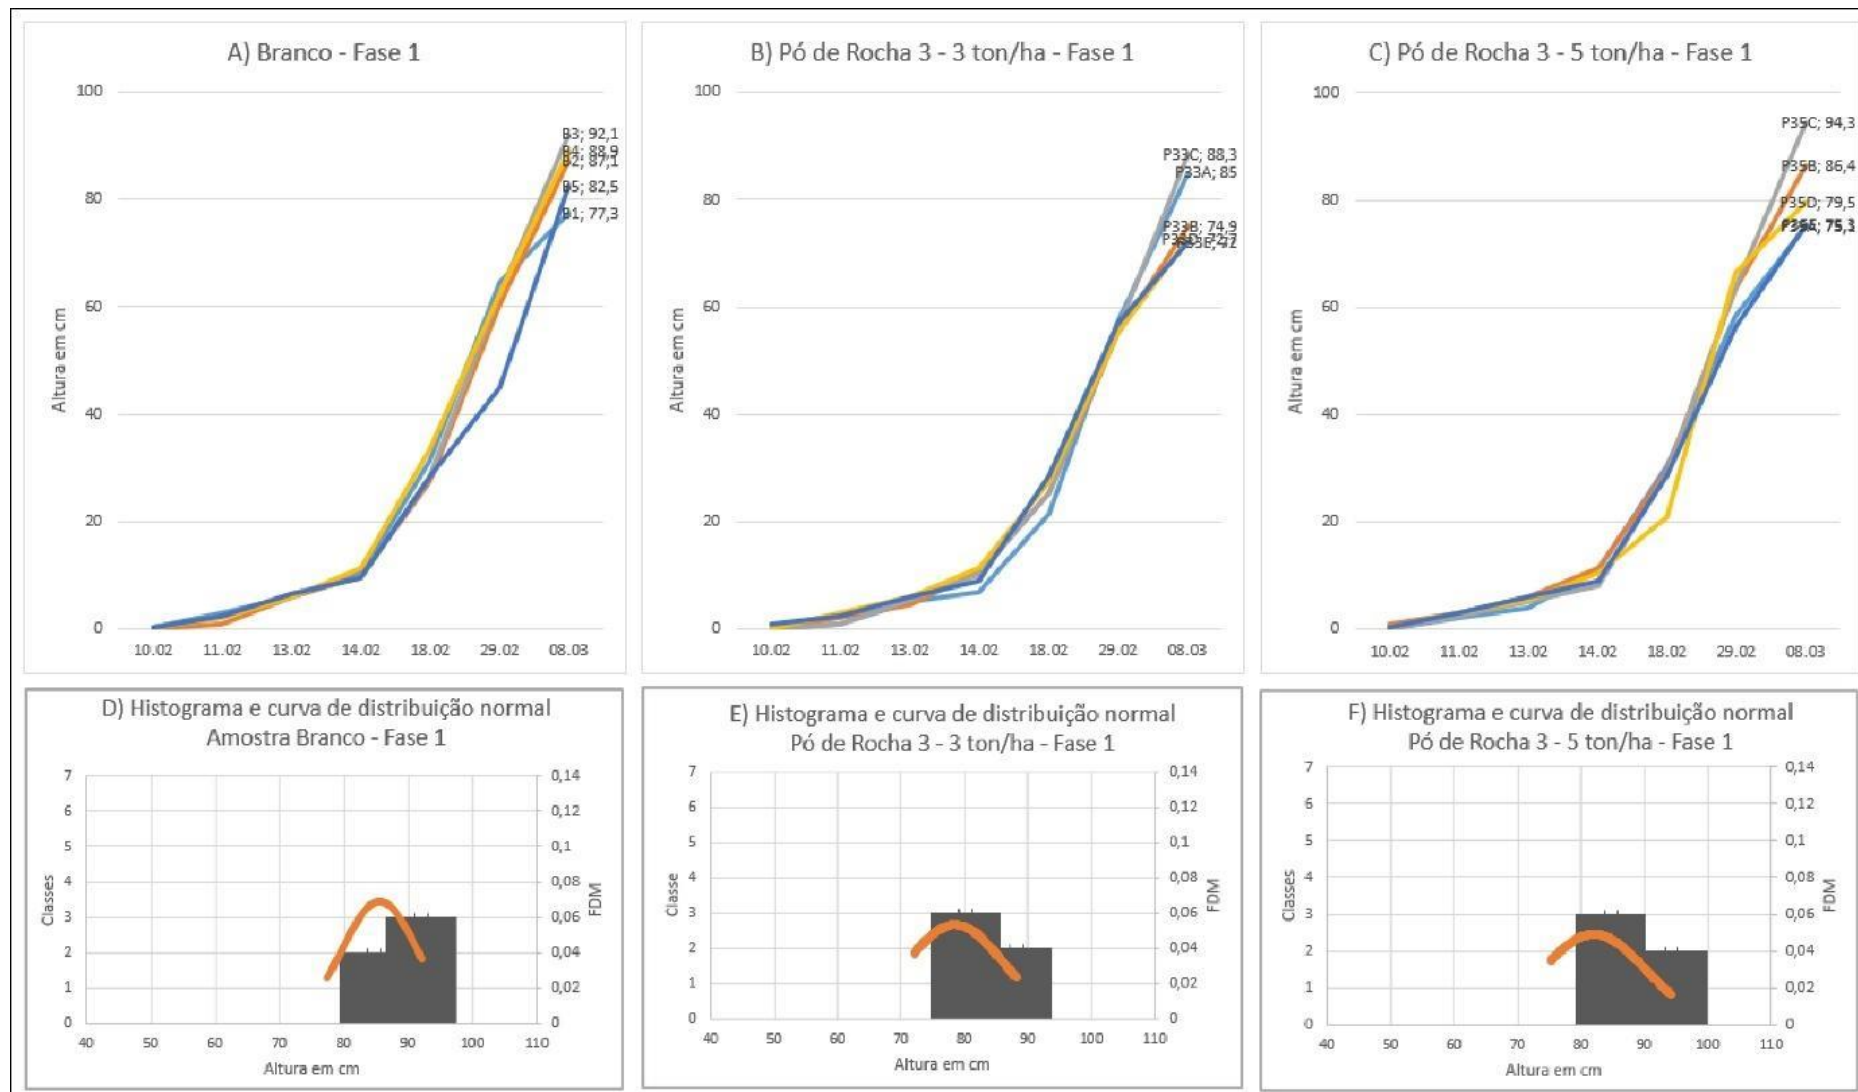 A) Branco - Fase 1
100
80
60
40
20
0
Altura em cm
B3; 92,1
B4; 88,9
B2; 87,1
B5; 82,5
B1; 77,3
10.02 11.02 13.02 14.02 18.02 29.02 08.03
B) Pó de Rocha 3 - 3 ton/ha - Fase 1
100
80
60
40
20
0
Altura em cm
P33C; 88,3
P33A; 85
P33B; 74,9
10.02 11.02 13.02 14.02 18.02 29.02 08.03
C) Pó de Rocha 3 - 5 ton/ha - Fase 1
100
80
60
40
20
0
Altura em cm
P35C; 94,3
P35B; 86,4
P35D; 79,5
10.02 11.02 13.02 14.02 18.02 29.02 08.03
D) Histograma e curva de distribuição normal
Amostra Branco - Fase 1
7
6
5
4
3
2
1
0
Classes
0,14
0,12
0,1
0,08
0,06
0,04
0,02
0
FDM
40 50 60 70 80 90 100 110
Altura em cm
E) Histograma e curva de distribuição normal
Pó de Rocha 3 - 3 ton/ha - Fase 1
7
6
5
4
3
2
1
0
Classe
0,14
0,12
0,1
0,08
0,06
0,04
0,02
0
FDM
40 50 60 70 80 90 100 110
Altura em cm
F) Histograma e curva de distribuição normal
Pó de Rocha 3 - 5 ton/ha - Fase 1
7
6
5
4
3
2
1
0
Classes
0,14
0,12
0,1
0,08
0,06
0,04
0,02
0
FDM
40 50 60 70 80 90 100 110
Altura em cm